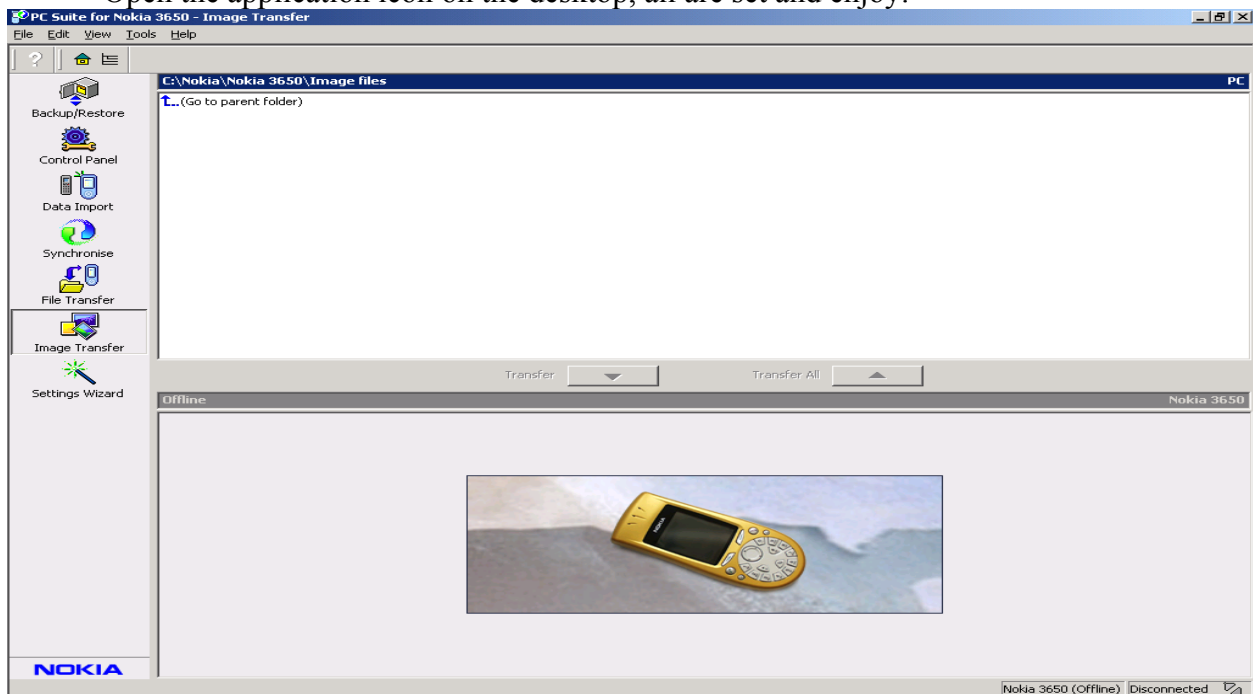 Open the application icon on the desktop, all are set and enjoy!
PC Suite for Nokia 3650 - Image Transfer
File Edit View Tools Help
C:\Nokia\Nokia 3650\Image files PC
(Go to parent folder)
Backup/Restore
Control Panel
Data Import
Synchronise
File Transfer
Image Transfer
Settings Wizard
Transfer Transfer All
Offline Nokia 3650
NOKIA
NOKIA
Nokia 3650 (Offline) Disconnected